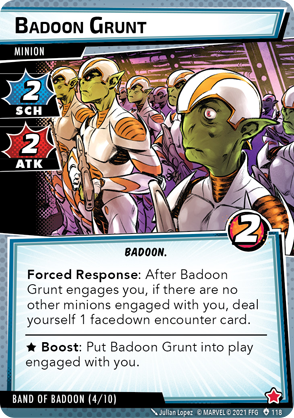 BADOON GRUNT
MINION
2
SCH
2
ATK
2
BADOON.
Forced Response: After Badoon
Grunt engages you, if there are no
other minions engaged with you, deal
yourself 1 facedown encounter card.
★ Boost: Put Badoon Grunt into play
engaged with you.
BAND OF BADOON (4/10)
Julian Lopez © MARVEL © 2021 FFG 118